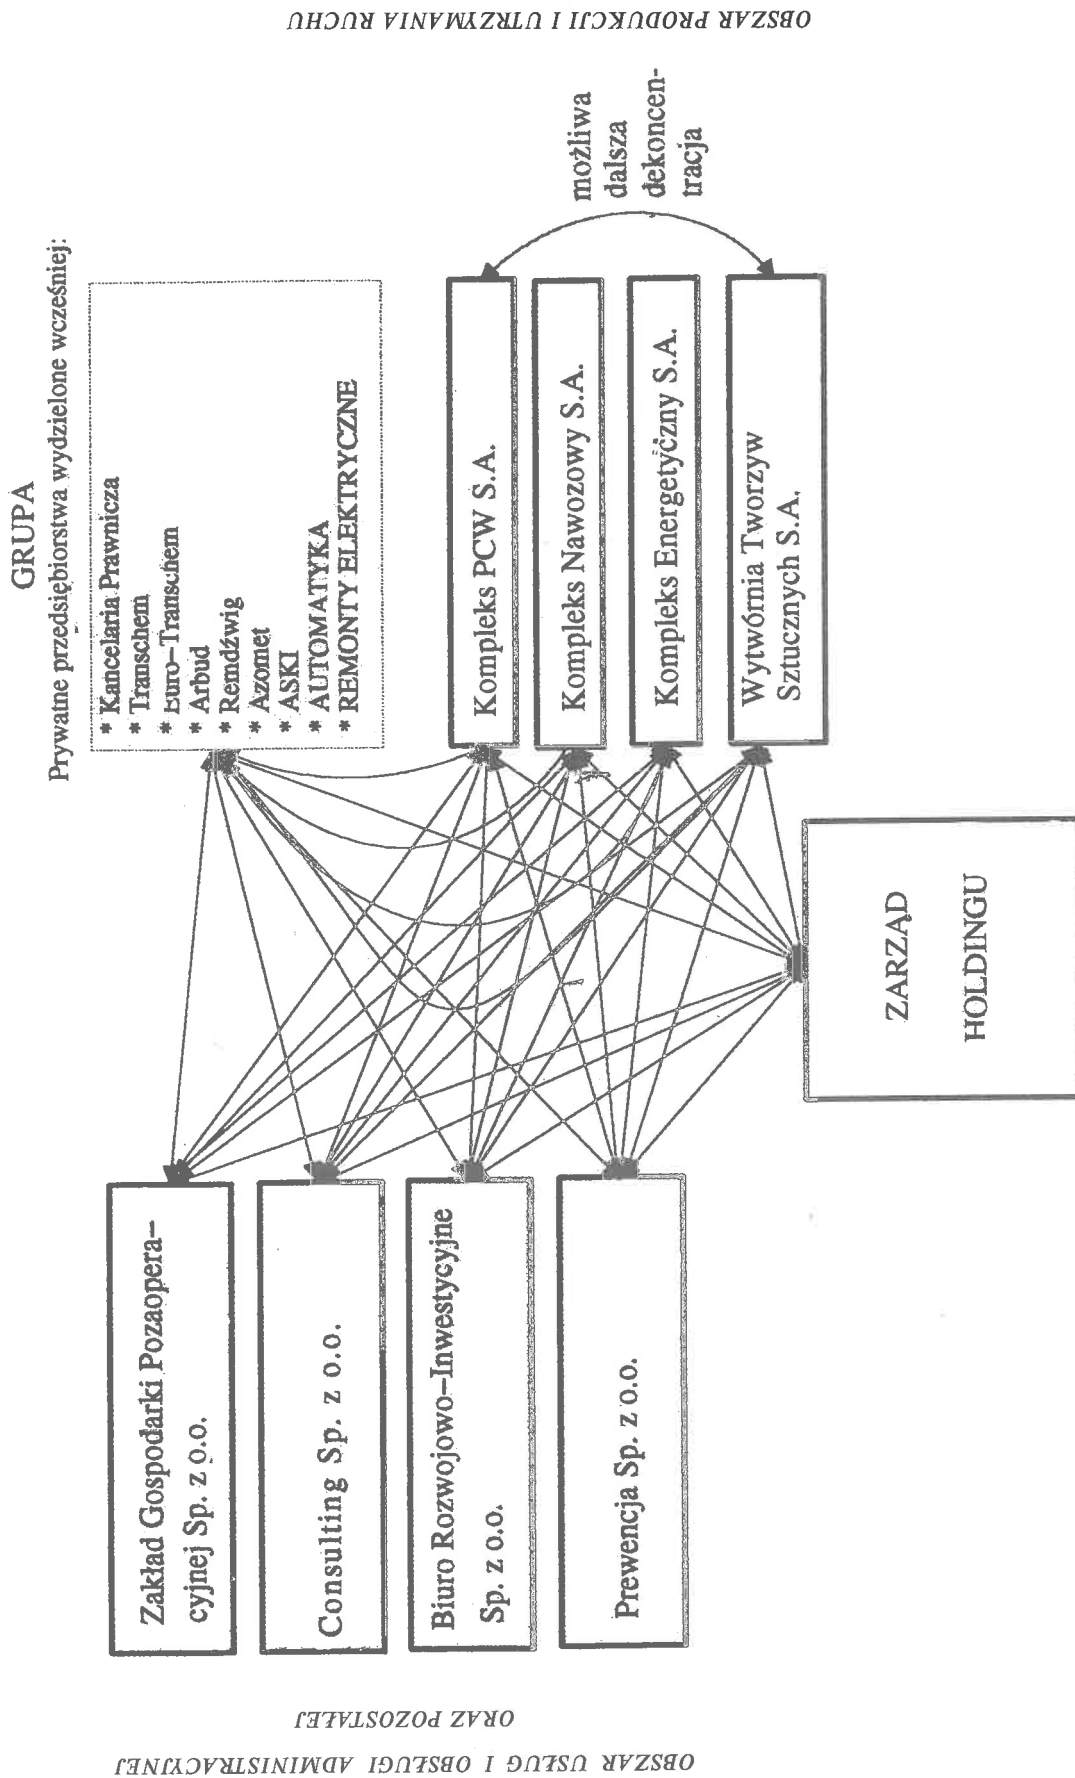 OBSZAR USŁUG I OBSŁUGI ADMINISTRACYJNEJ
ORAZ POZOSTAŁEJ
Zakład Gospodarki Pozaopera–
cyjnej Sp. z o.o.
Consulting Sp. z o.o.
Biuro Rozwojowo–Inwestycyjne
Sp. z o.o.
Prewencja Sp. z o.o.
ZARZĄD
HOLDINGU
GRUPA
Prywatne przedsiębiorstwa wydzielone wcześniej:
* Kancelaria Prawnicza
* Transchem
* Euro–Transchem
* Arbud
* Remdźwig
* Azomet
* ASKI
* AUTOMATYKA
* REMONTY ELEKTRYCZNE
Kompleks PCW S.A.
Kompleks Nawozowy S.A.
Kompleks Energetyczny S.A.
Wytwórnia Tworzyw
Sztucznych S.A.
możliwa
dalsza
dekoncen-
tracja
OBSZAR PRODUKCJI I UTRZYMANIA RUCHU